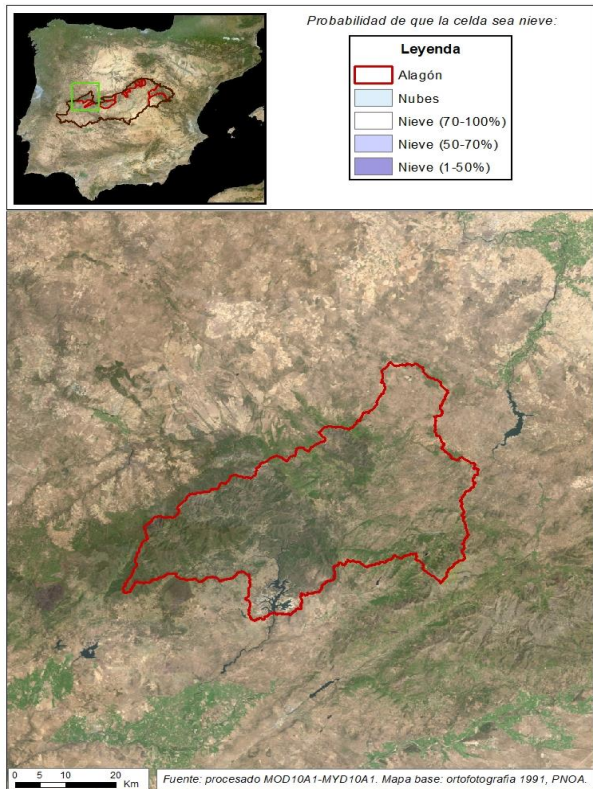 Probabilidad de que la celda sea nieve:
Leyenda
Alagón
Nubes
Nieve (70-100%)
Nieve (50-70%)
Nieve (1-50%)
0 5 10 20
Km
Fuente: procesado MOD10A1-MYD10A1. Mapa base: ortofotografia 1991, PNOA.